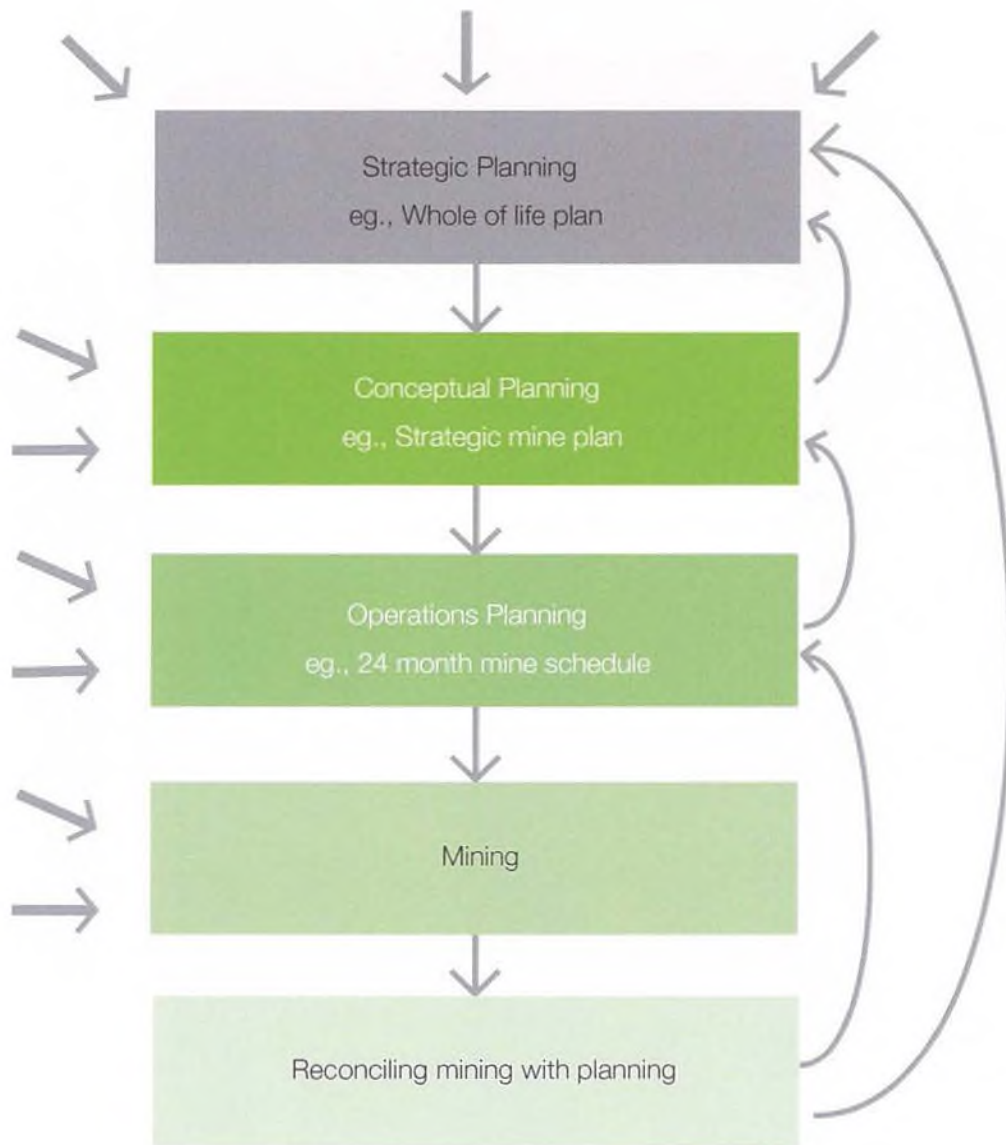 Strategic Planning
eg., Whole of life plan
Conceptual Planning
eg., Strategic mine plan
Operations Planning
eg., 24 month mine schedule
Mining
Reconciling mining with planning